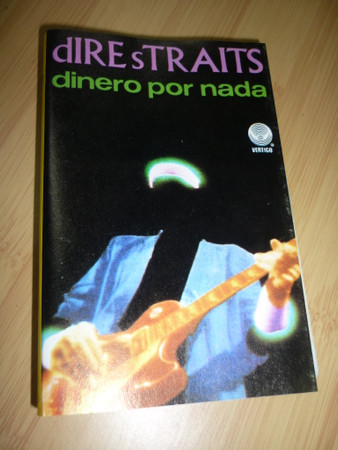 dIRE sTRAITS
dinero por nada
VERTIGO